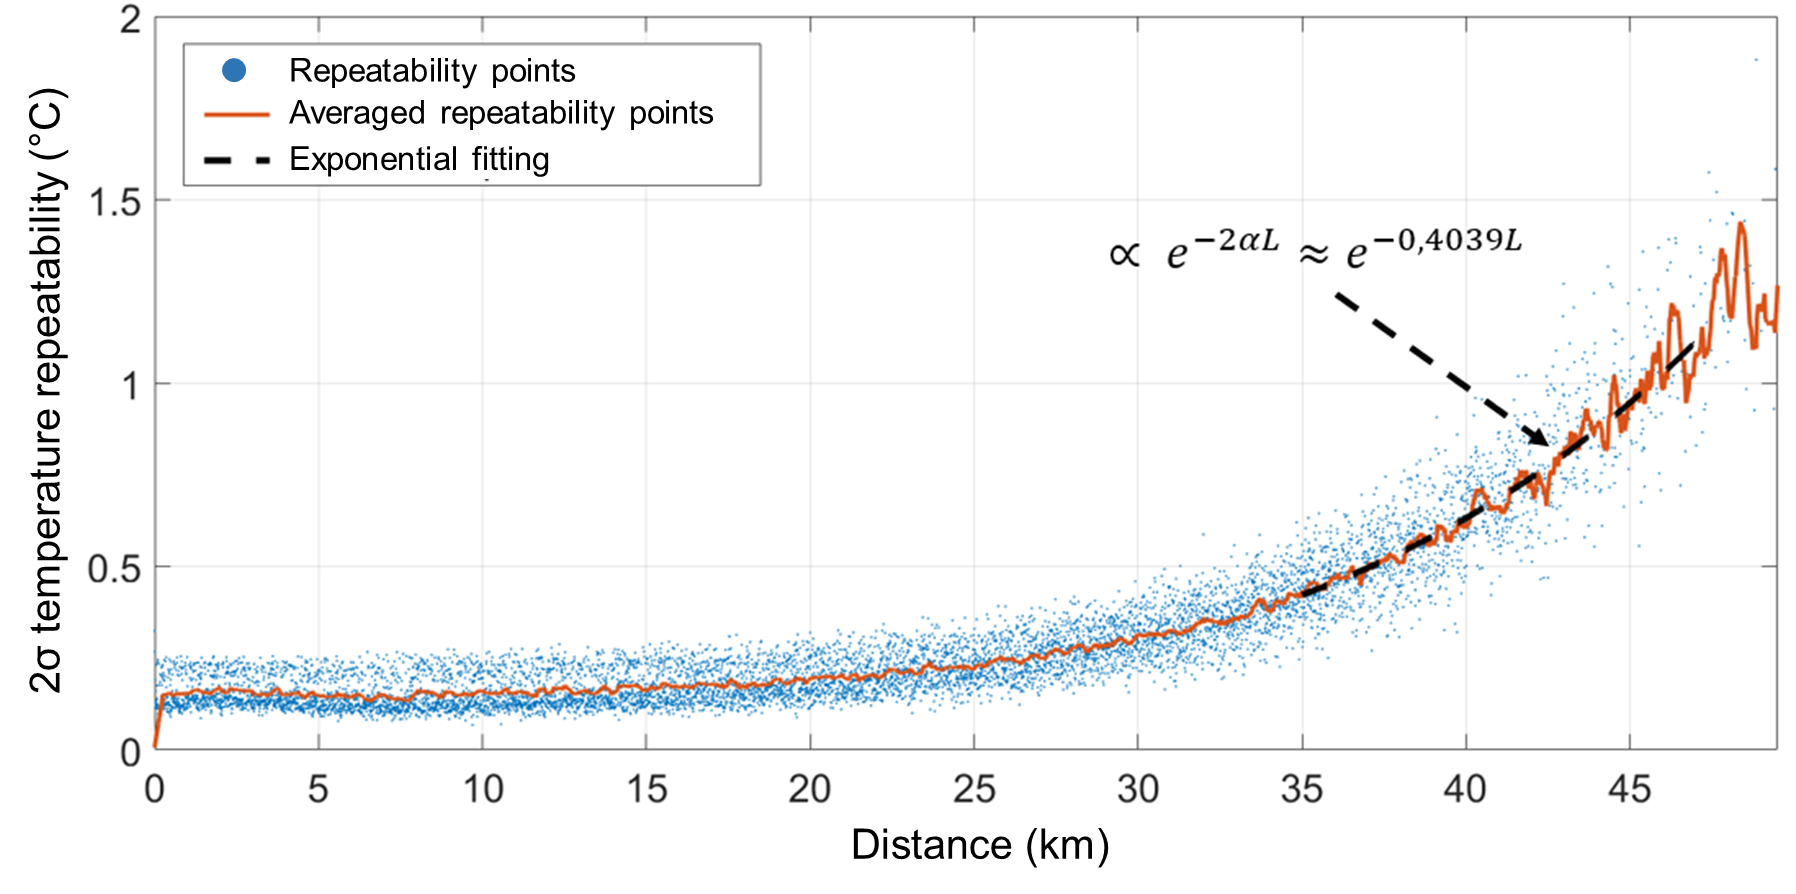 2σ temperature repeatability (°C)
2
1.5
1
0.5
0
Repeatability points
Averaged repeatability points
Exponential fitting
∝ e^{−2αL} ≈ e^{−0,4039L}
0 5 10 15 20 25 30 35 40 45
Distance (km)